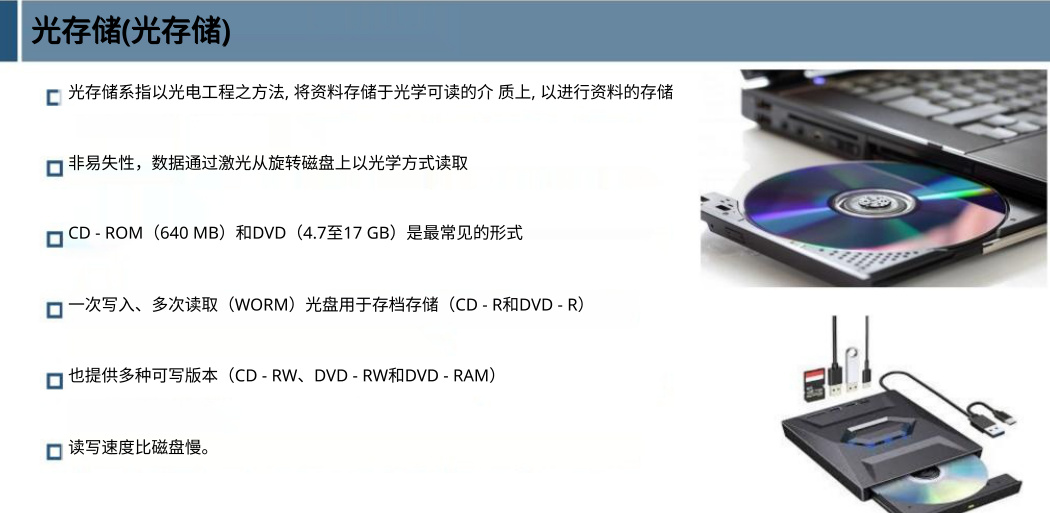 光存储(光存储)
光存储系指以光电工程之方法, 将资料存储于光学可读的介 质上, 以进行资料的存储
非易失性，数据通过激光从旋转磁盘上以光学方式读取
CD - ROM（640 MB）和DVD（4.7至17 GB）是最常见的形式
一次写入、多次读取（WORM）光盘用于存档存储（CD - R和DVD - R）
也提供多种可写版本（CD - RW、DVD - RW和DVD - RAM）
读写速度比磁盘慢。